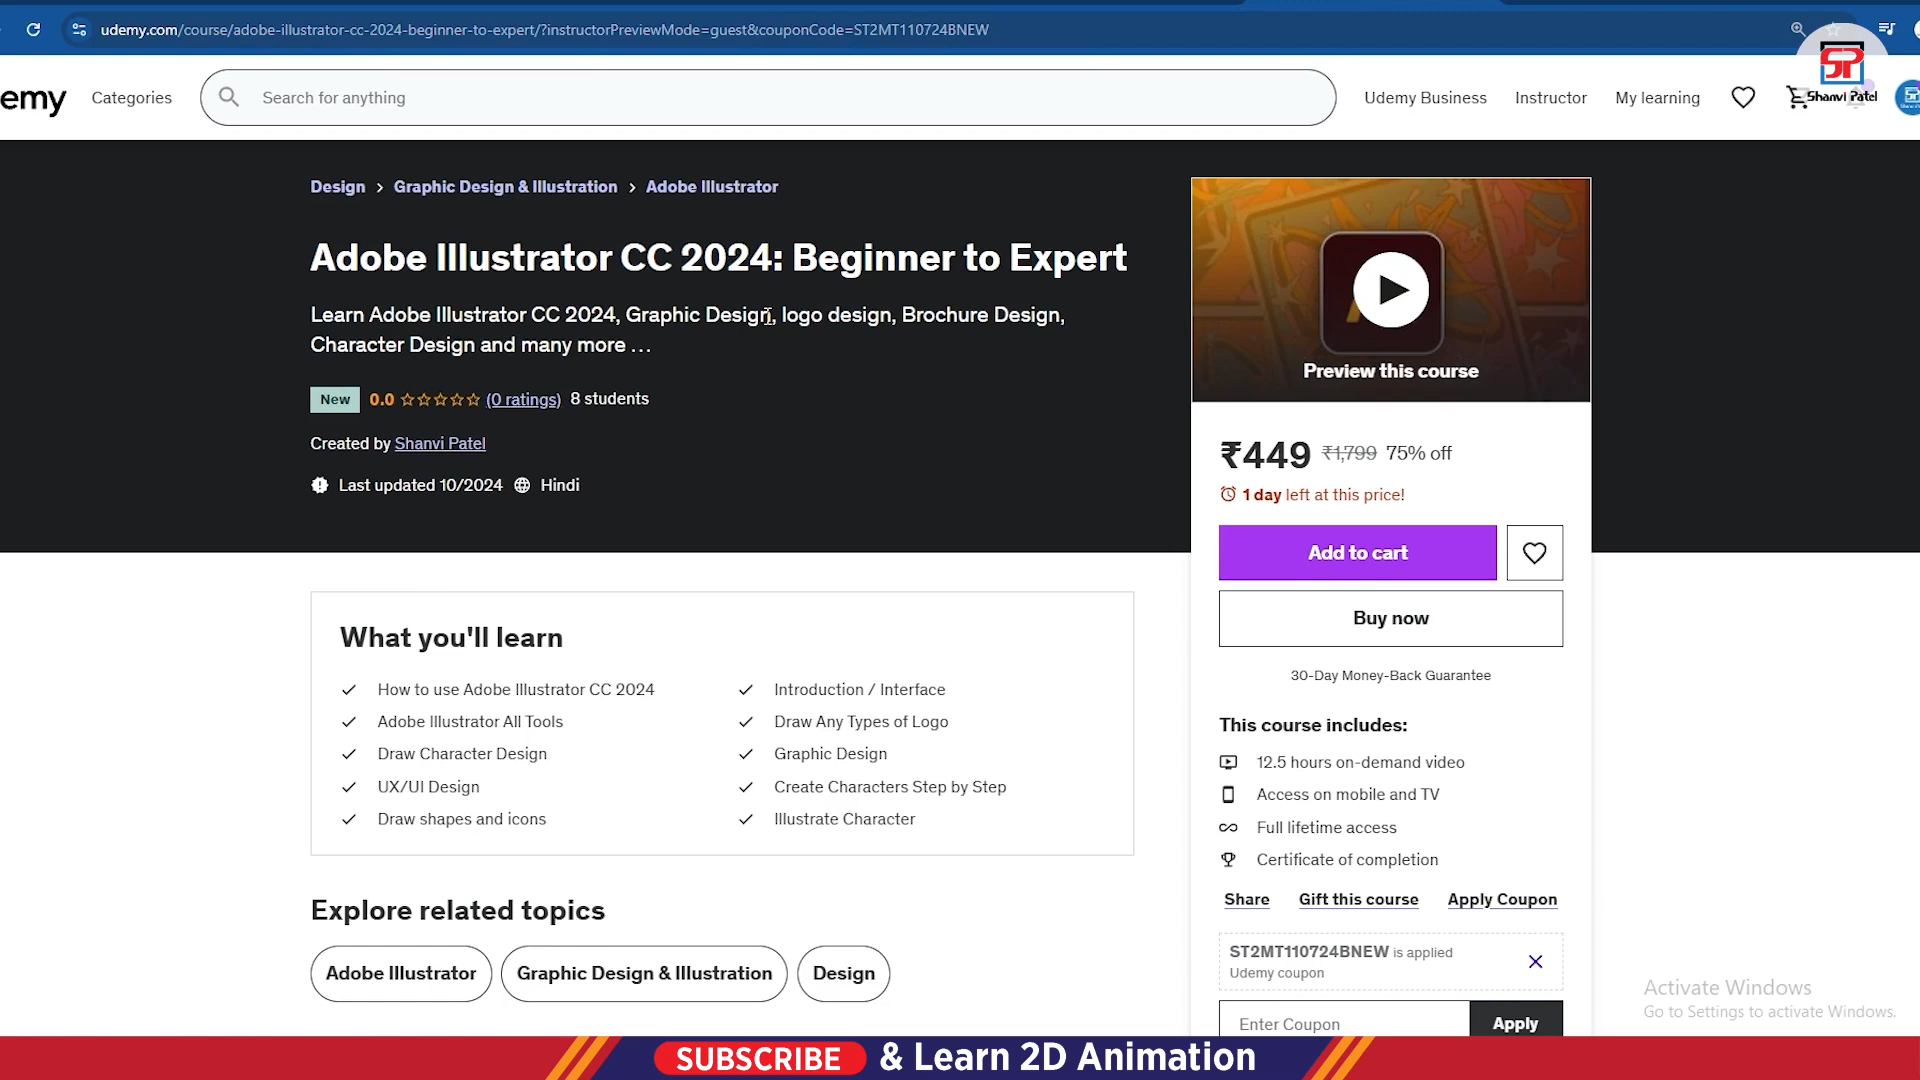 udemy.com/course/adobe-illustrator-cc-2024-beginner-to-expert/?instructorPreviewMode=guest&couponCode=ST2MT110724BNEW
emy
Categories
Search for anything
Udemy Business
Instructor
My learning
SP
Shanvi Patel
Design > Graphic Design & Illustration > Adobe Illustrator
Adobe Illustrator CC 2024: Beginner to Expert
Learn Adobe Illustrator CC 2024, Graphic Design, logo design, Brochure Design,
Character Design and many more ...
New 0.0 (0 ratings) 8 students
Created by Shanvi Patel
Last updated 10/2024 Hindi
Preview this course
₹449 ₹1,799 75% off
1 day left at this price!
Add to cart
Buy now
30-Day Money-Back Guarantee
This course includes:
12.5 hours on-demand video
Access on mobile and TV
Full lifetime access
Certificate of completion
Share Gift this course Apply Coupon
ST2MT110724BNEW is applied
Udemy coupon
Enter Coupon
Apply
What you'll learn
How to use Adobe Illustrator CC 2024
Adobe Illustrator All Tools
Draw Character Design
UX/UI Design
Draw shapes and icons
Introduction / Interface
Draw Any Types of Logo
Graphic Design
Create Characters Step by Step
Illustrate Character
Explore related topics
Adobe Illustrator
Graphic Design & Illustration
Design
Activate Windows
Go to Settings to activate Windows.
SUBSCRIBE & Learn 2D Animation